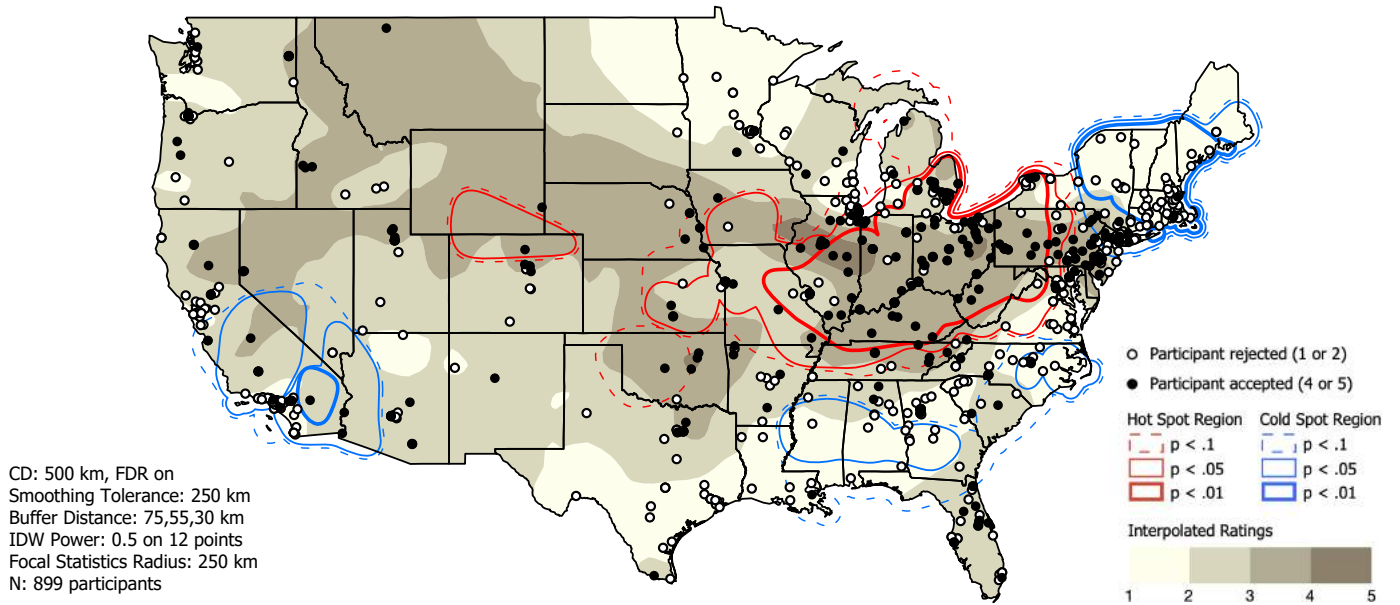 CD: 500 km, FDR on
Smoothing Tolerance: 250 km
Buffer Distance: 75,55,30 km
IDW Power: 0.5 on 12 points
Focal Statistics Radius: 250 km
N: 899 participants
Participant rejected (1 or 2)
Participant accepted (4 or 5)
Hot Spot Region
p < .1
p < .05
p < .01
Cold Spot Region
p < .1
p < .05
p < .01
Interpolated Ratings
1 2 3 4 5